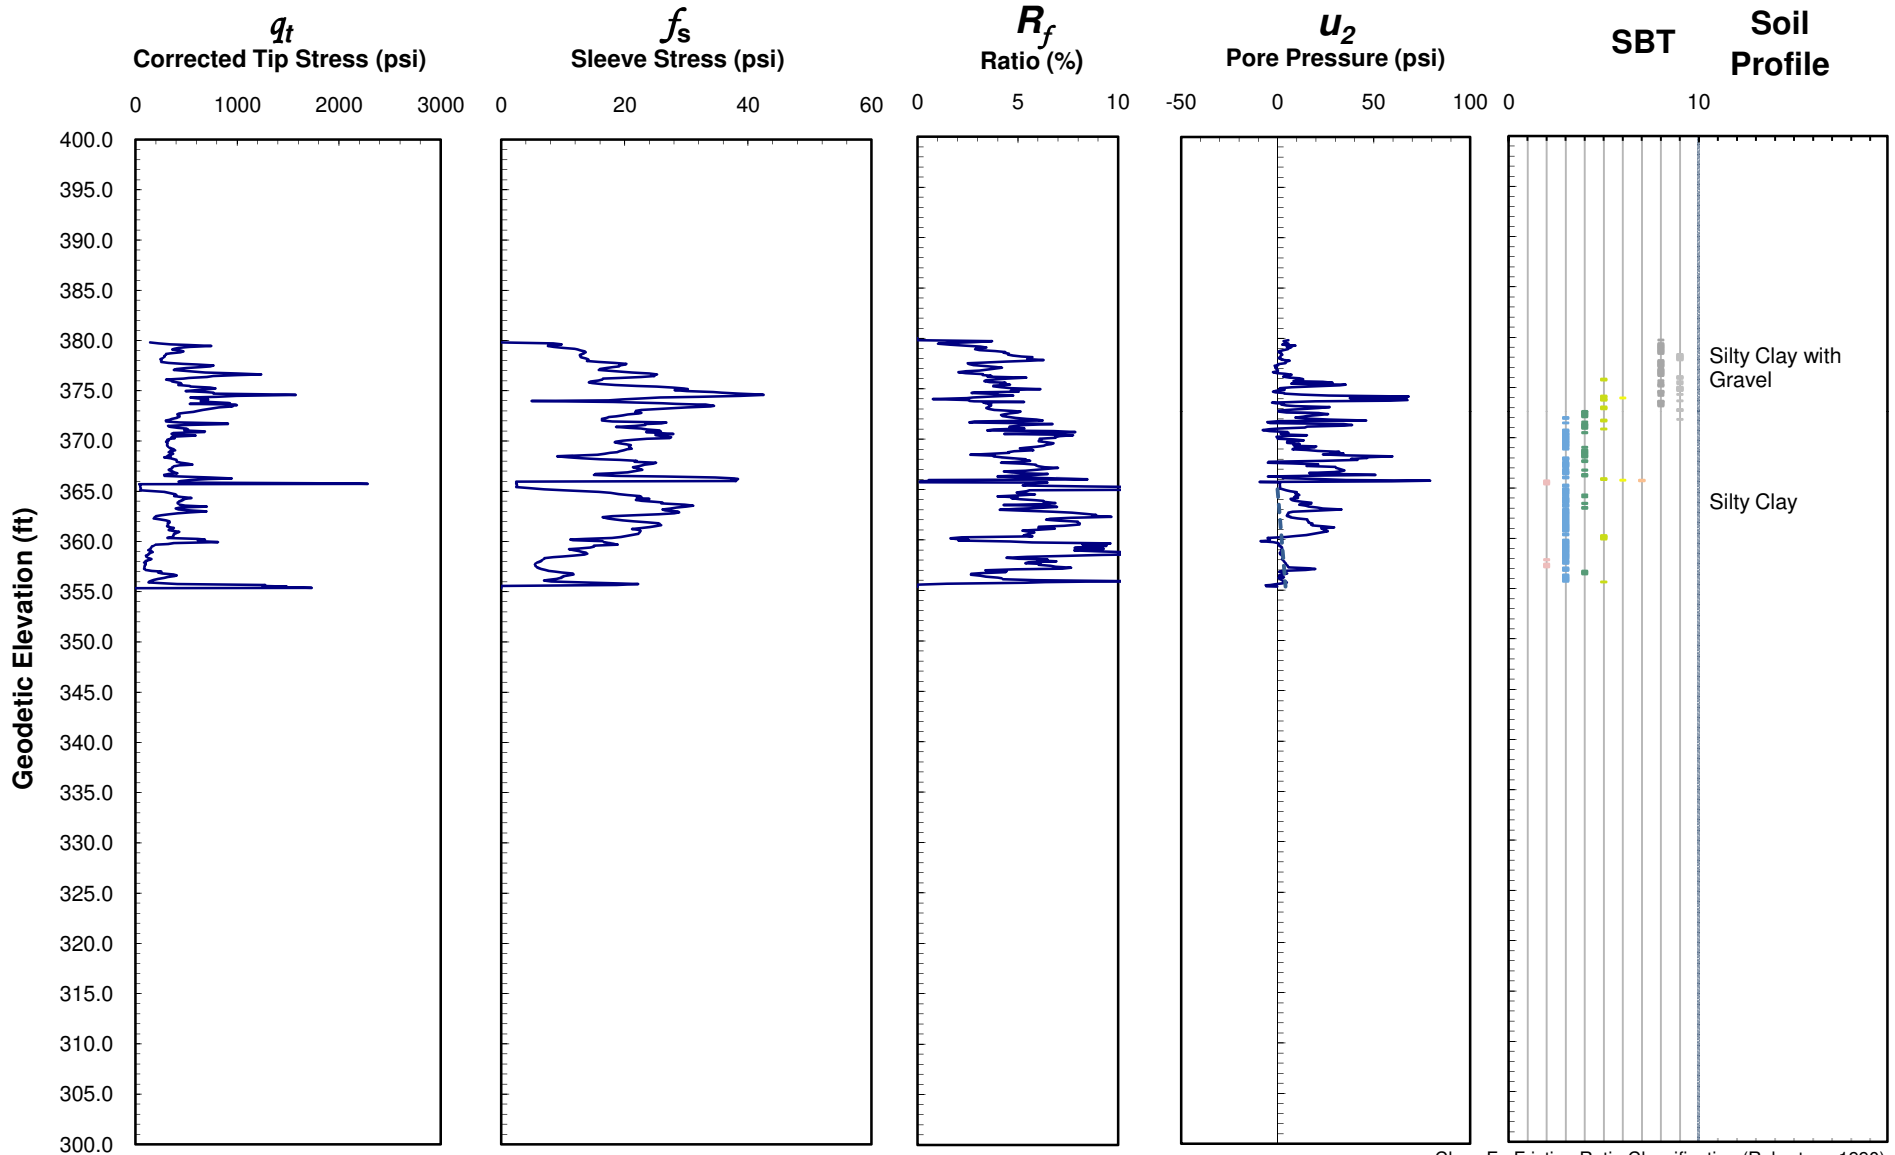 qt
Corrected Tip Stress (psi)
fs
Sleeve Stress (psi)
Rf
Ratio (%)
u2
Pore Pressure (psi)
SBT
Soil
Profile
0 1000 2000 3000
0 20 40 60
0 5 10
-50 0 50 100
0 10
Geodetic Elevation (ft)
400.0
395.0
390.0
385.0
380.0
375.0
370.0
365.0
360.0
355.0
350.0
345.0
340.0
335.0
330.0
325.0
320.0
315.0
310.0
305.0
300.0
Silty Clay with
Gravel
Silty Clay